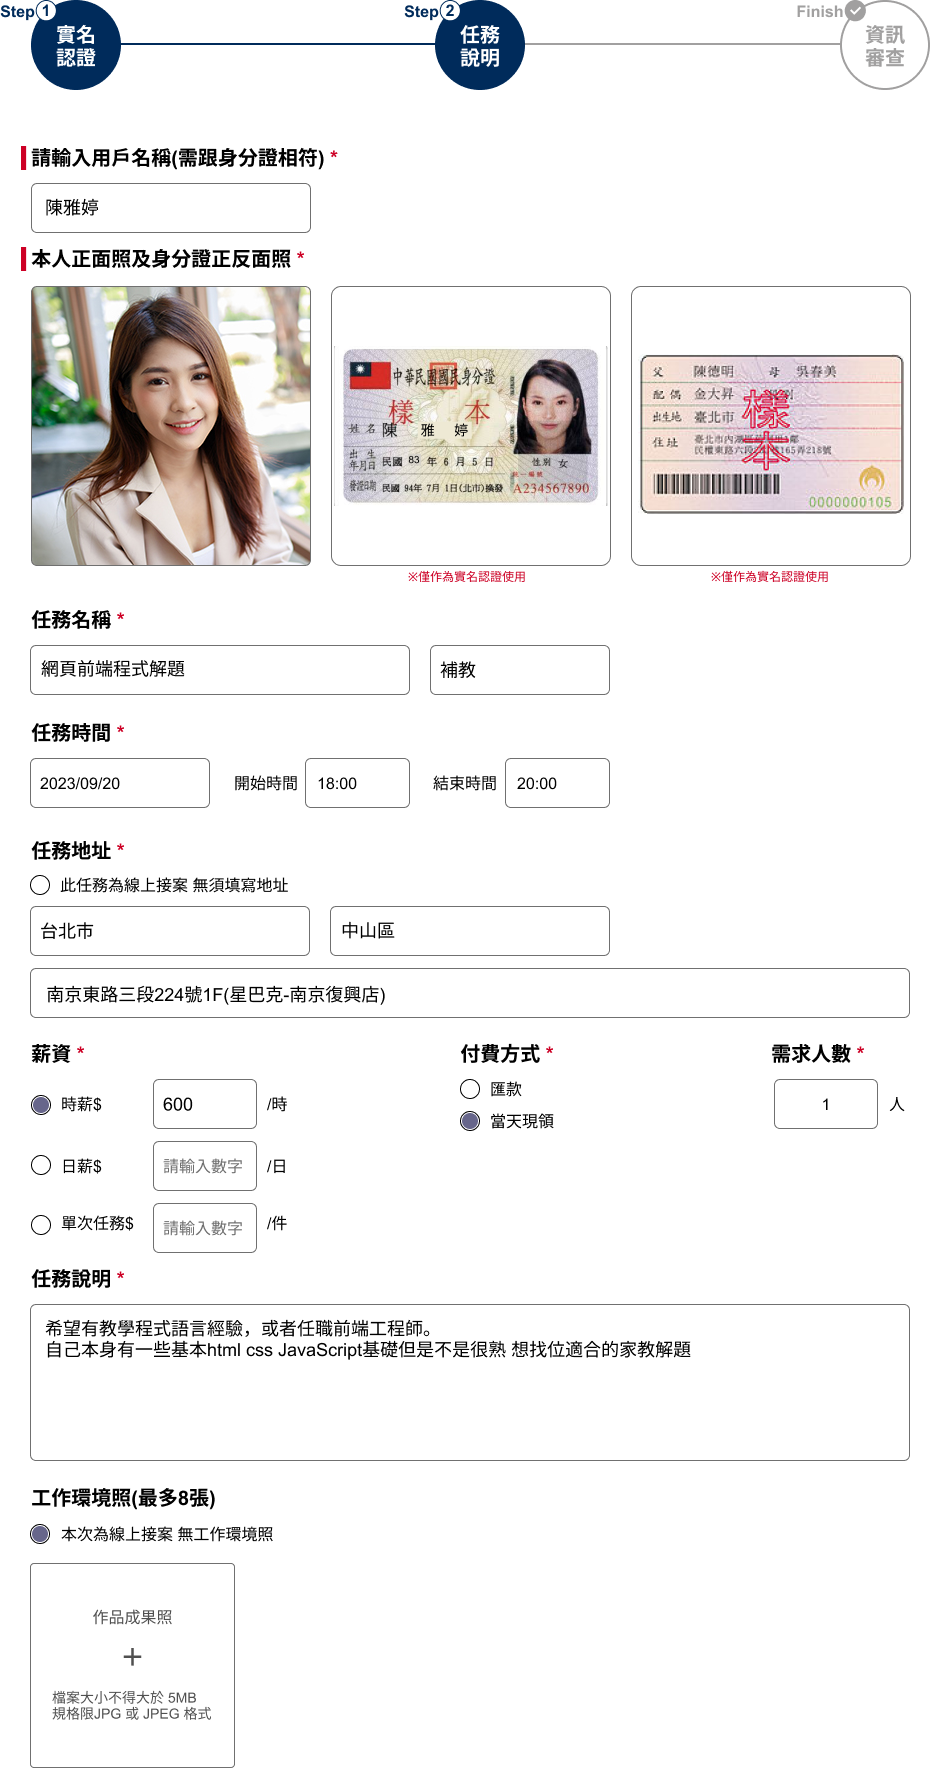 Step 1
實名
認證
Step 2
任務
說明
Finish
資訊
審查
請輸入用戶名稱(需跟身分證相符) *
陳雅婷
本人正面照及身分證正反面照 *
中華民國國民身分證
樣 本
姓名 陳 雅 婷
出生年月日 民國 83 年 6 月 5 日
性別 女
發證日期 民國 94年 7月 1日(北市)換發
A234567890
父 陳德明 母 吳春美
配偶 金大昇
出生地 臺北市
樣本
住址
民權東路六段 165弄218號
0000000105
※僅作為實名認證使用
※僅作為實名認證使用
任務名稱 *
網頁前端程式解題
補教
任務時間 *
2023/09/20
開始時間
18:00
結束時間
20:00
任務地址 *
此任務為線上接案 無須填寫地址
台北市
中山區
南京東路三段224號1F(星巴克-南京復興店)
薪資 *
時薪$
600
/時
日薪$
請輸入數字
/日
單次任務$
請輸入數字
/件
付費方式 *
匯款
當天現領
需求人數 *
1
人
任務說明 *
希望有教學程式語言經驗，或者任職前端工程師。
自己本身有一些基本html css JavaScript基礎但是不是很熟 想找位適合的家教解題
工作環境照(最多8張)
本次為線上接案 無工作環境照
作品成果照
+
檔案大小不得大於 5MB
規格限JPG 或 JPEG 格式